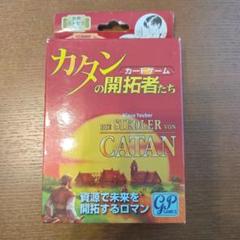 カードゲーム
カタン
の開拓者たち
Klaus Teuber
DIE SIEDLER VON
CATAN
資源で未来を
開拓するロマン
GP